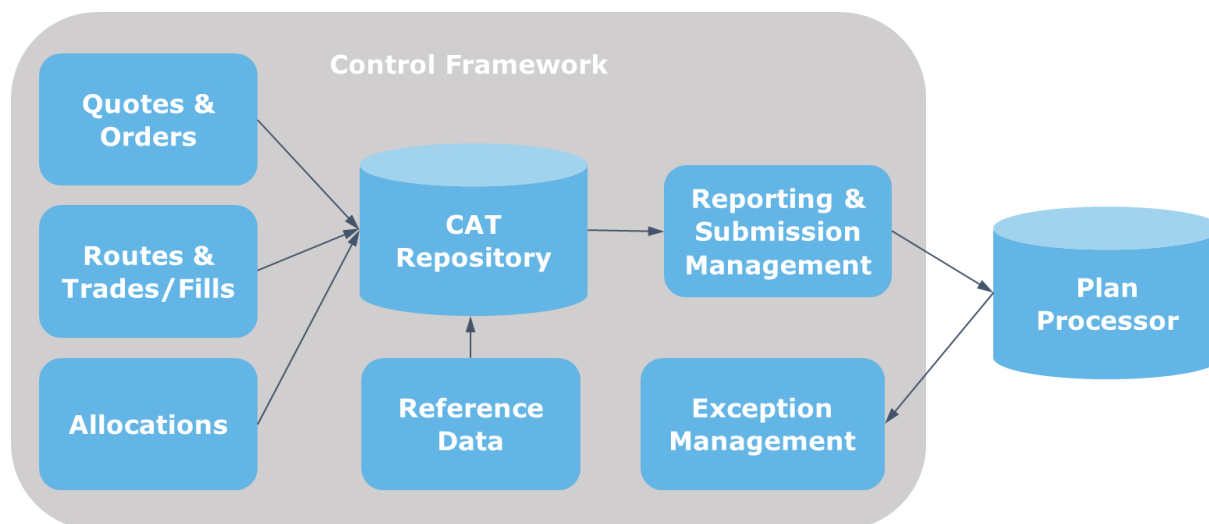 Control Framework
Quotes &
Orders
Routes &
Trades/Fills
Allocations
CAT
Repository
Reference
Data
Reporting &
Submission
Management
Exception
Management
Plan
Processor